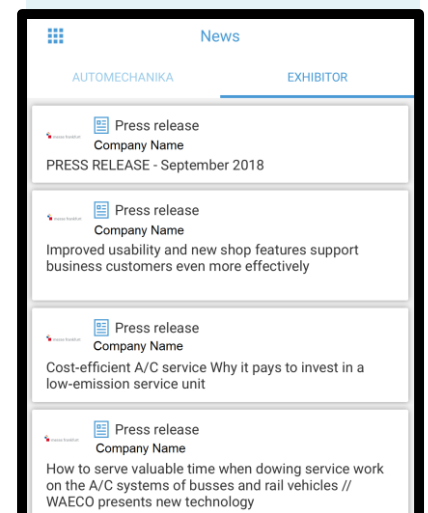 News
AUTOMECHANIKA
EXHIBITOR
Press release
Company Name
PRESS RELEASE - September 2018
Press release
Company Name
Improved usability and new shop features support
business customers even more effectively
Press release
Company Name
Cost-efficient A/C service Why it pays to invest in a
low-emission service unit
Press release
Company Name
How to serve valuable time when dowing service work
on the A/C systems of busses and rail vehicles //
WAECO presents new technology